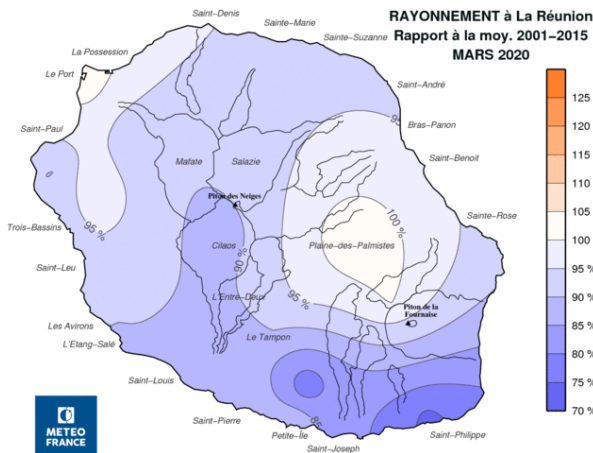 RAYONNEMENT à La Réunion
Rapport à la moy. 2001-2015
MARS 2020
Saint-Denis
Sainte-Marie
Sainte-Suzanne
La Possession
Le Port
Saint-André
Saint-Paul
95
Bras-Panon
Saint-Benoit
Mafate
Salazie
Piton des Neiges
Sainte-Rose
100 %
Trois-Bassins
95 %
Cilaos
90 %
Plaine-des-Palmistes
Saint-Leu
L'Entre-Deux
95 %
Piton de la
Fournaise
Les Avirons
L'Etang-Salé
Le Tampon
Saint-Louis
Saint-Pierre
85
Petite-Île
Saint-Joseph
Saint-Philippe
125
120
115
110
105
100
95 %
90 %
85 %
80 %
75 %
70 %
METEO
FRANCE